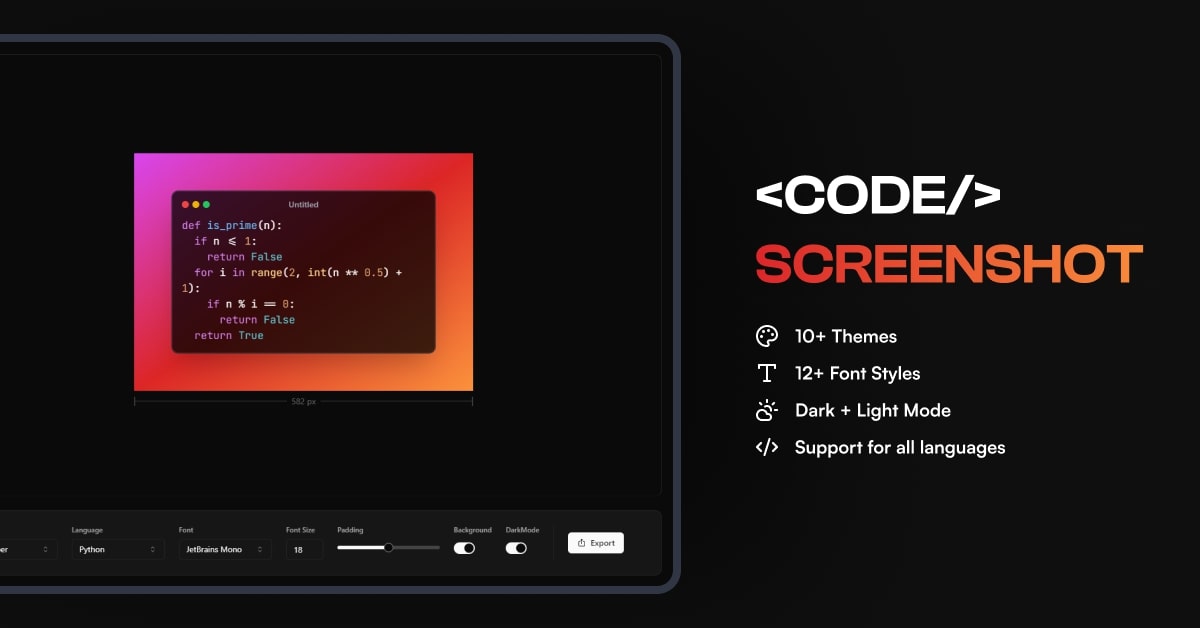 Untitled
def is_prime(n):
  if n <= 1:
    return False
  for i in range(2, int(n ** 0.5) +
1):
    if n % i == 0:
      return False
  return True
582 px
Language
Font
Font Size
Padding
Background
DarkMode
er
Python
JetBrains Mono
18
Export
<CODE/>
SCREENSHOT
10+ Themes
12+ Font Styles
Dark + Light Mode
Support for all languages